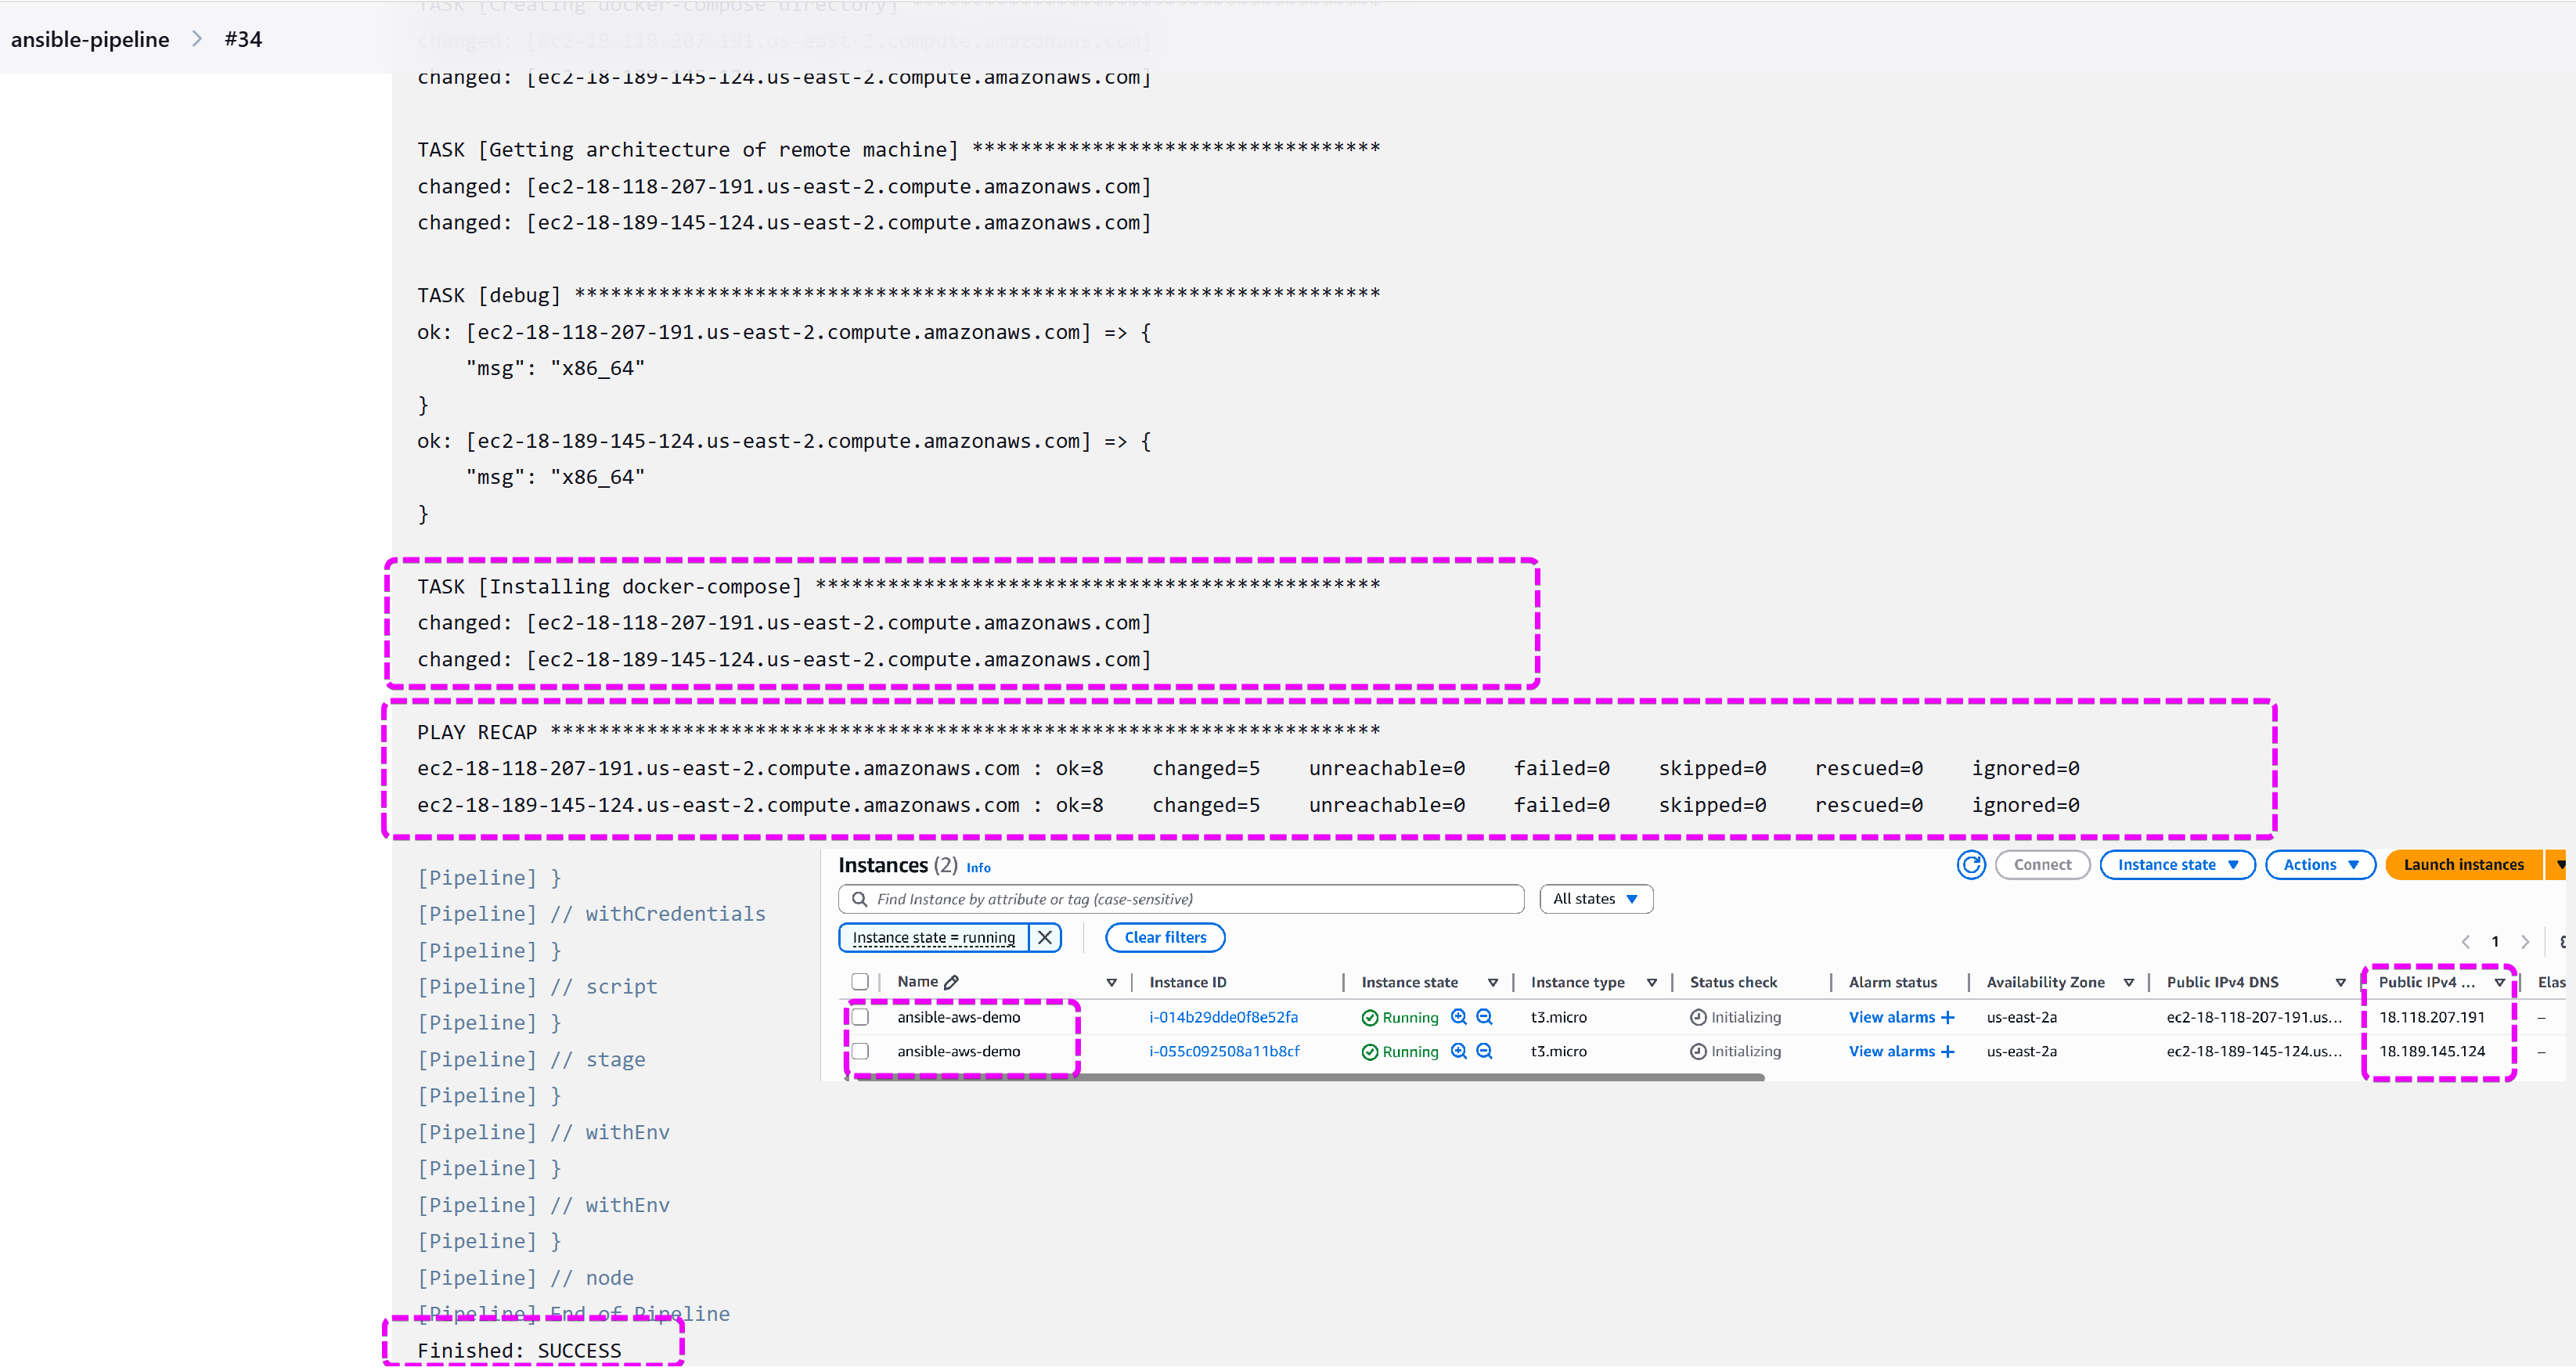 TASK [Creating docker-compose directory] ***************************************
changed: [ec2-18-118-207-191.us-east-2.compute.amazonaws.com]
ansible-pipeline > #34
changed: [ec2-18-189-145-124.us-east-2.compute.amazonaws.com]
TASK [Getting architecture of remote machine] **********************************
changed: [ec2-18-118-207-191.us-east-2.compute.amazonaws.com]
changed: [ec2-18-189-145-124.us-east-2.compute.amazonaws.com]
TASK [debug] *******************************************************************
ok: [ec2-18-118-207-191.us-east-2.compute.amazonaws.com] => {
"msg": "x86_64"
}
ok: [ec2-18-189-145-124.us-east-2.compute.amazonaws.com] => {
"msg": "x86_64"
}
TASK [Installing docker-compose] ***********************************************
changed: [ec2-18-118-207-191.us-east-2.compute.amazonaws.com]
changed: [ec2-18-189-145-124.us-east-2.compute.amazonaws.com]
PLAY RECAP *********************************************************************
ec2-18-118-207-191.us-east-2.compute.amazonaws.com : ok=8 changed=5 unreachable=0 failed=0 skipped=0 rescued=0 ignored=0
ec2-18-189-145-124.us-east-2.compute.amazonaws.com : ok=8 changed=5 unreachable=0 failed=0 skipped=0 rescued=0 ignored=0
[Pipeline] }
[Pipeline] // withCredentials
[Pipeline] }
[Pipeline] // script
[Pipeline] }
[Pipeline] // stage
[Pipeline] }
[Pipeline] // withEnv
[Pipeline] }
[Pipeline] // withEnv
[Pipeline] }
[Pipeline] // node
[Pipeline] End of Pipeline
Finished: SUCCESS
Instances (2) Info Connect Instance state Actions Launch instances
Find Instance by attribute or tag (case-sensitive) All states
Instance state = running Clear filters
1
Name Instance ID Instance state Instance type Status check Alarm status Availability Zone Public IPv4 DNS Public IPv4 ... Elas
ansible-aws-demo i-014b29dde0f8e52fa Running t3.micro Initializing View alarms + us-east-2a ec2-18-118-207-191.us... 18.118.207.191 –
ansible-aws-demo i-055c092508a11b8cf Running t3.micro Initializing View alarms + us-east-2a ec2-18-189-145-124.us... 18.189.145.124 –